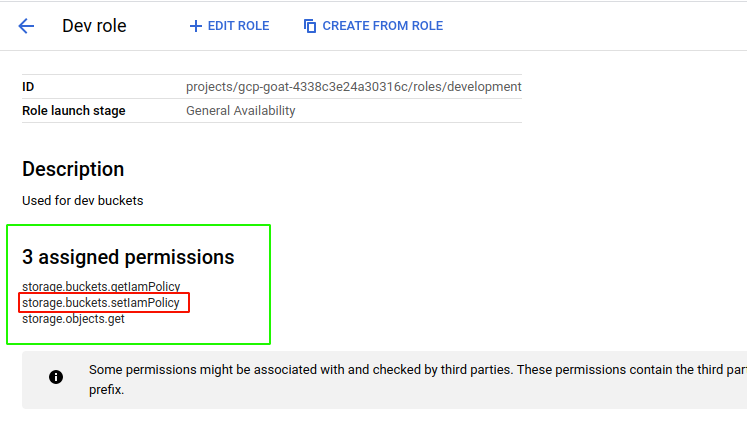 Dev role
EDIT ROLE
CREATE FROM ROLE
ID projects/gcp-goat-4338c3e24a30316c/roles/development
Role launch stage General Availability
Description
Used for dev buckets
3 assigned permissions
storage.buckets.getIamPolicy
storage.buckets.setIamPolicy
storage.objects.get
Some permissions might be associated with and checked by third parties. These permissions contain the third par
prefix.